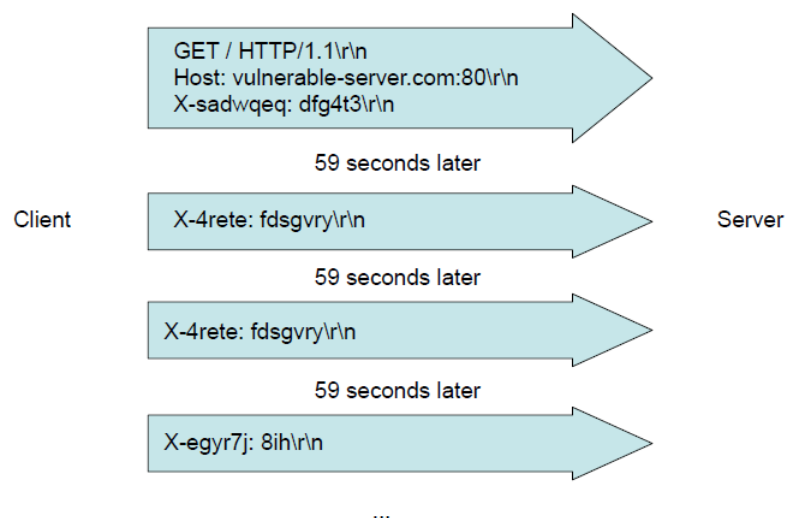 GET / HTTP/1.1\r\n
Host: vulnerable-server.com:80\r\n
X-sadwqeq: dfg4t3\r\n
59 seconds later
Client
X-4rete: fdsgvry\r\n
Server
59 seconds later
X-4rete: fdsgvry\r\n
59 seconds later
X-egyr7j: 8ih\r\n
...